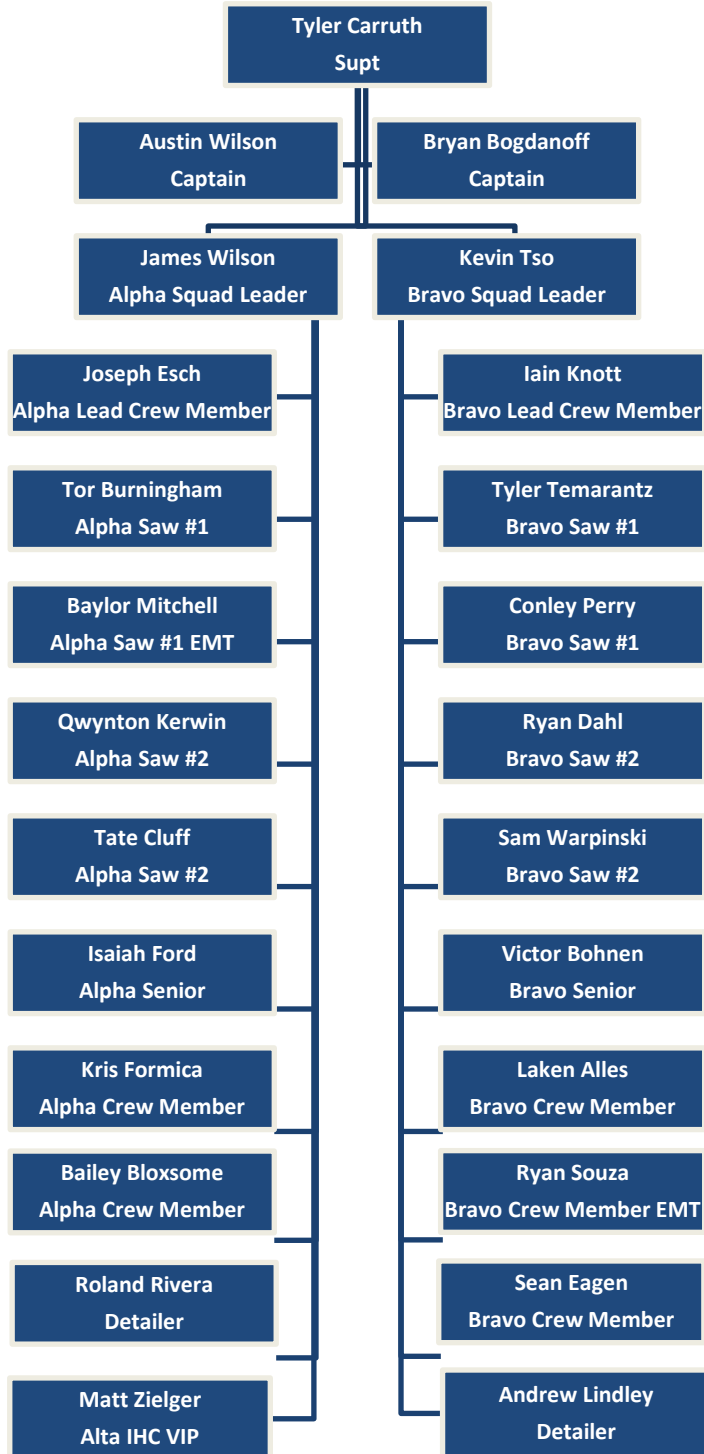 Tyler Carruth
Supt
Austin Wilson
Captain
Bryan Bogdanoff
Captain
James Wilson
Alpha Squad Leader
Kevin Tso
Bravo Squad Leader
Joseph Esch
Alpha Lead Crew Member
Iain Knott
Bravo Lead Crew Member
Tor Burningham
Alpha Saw #1
Tyler Temarantz
Bravo Saw #1
Baylor Mitchell
Alpha Saw #1 EMT
Conley Perry
Bravo Saw #1
Qwynton Kerwin
Alpha Saw #2
Ryan Dahl
Bravo Saw #2
Tate Cluff
Alpha Saw #2
Sam Warpinski
Bravo Saw #2
Isaiah Ford
Alpha Senior
Victor Bohnen
Bravo Senior
Kris Formica
Alpha Crew Member
Laken Alles
Bravo Crew Member
Bailey Bloxsome
Alpha Crew Member
Ryan Souza
Bravo Crew Member EMT
Roland Rivera
Detailer
Sean Eagen
Bravo Crew Member
Matt Zielger
Alta IHC VIP
Andrew Lindley
Detailer